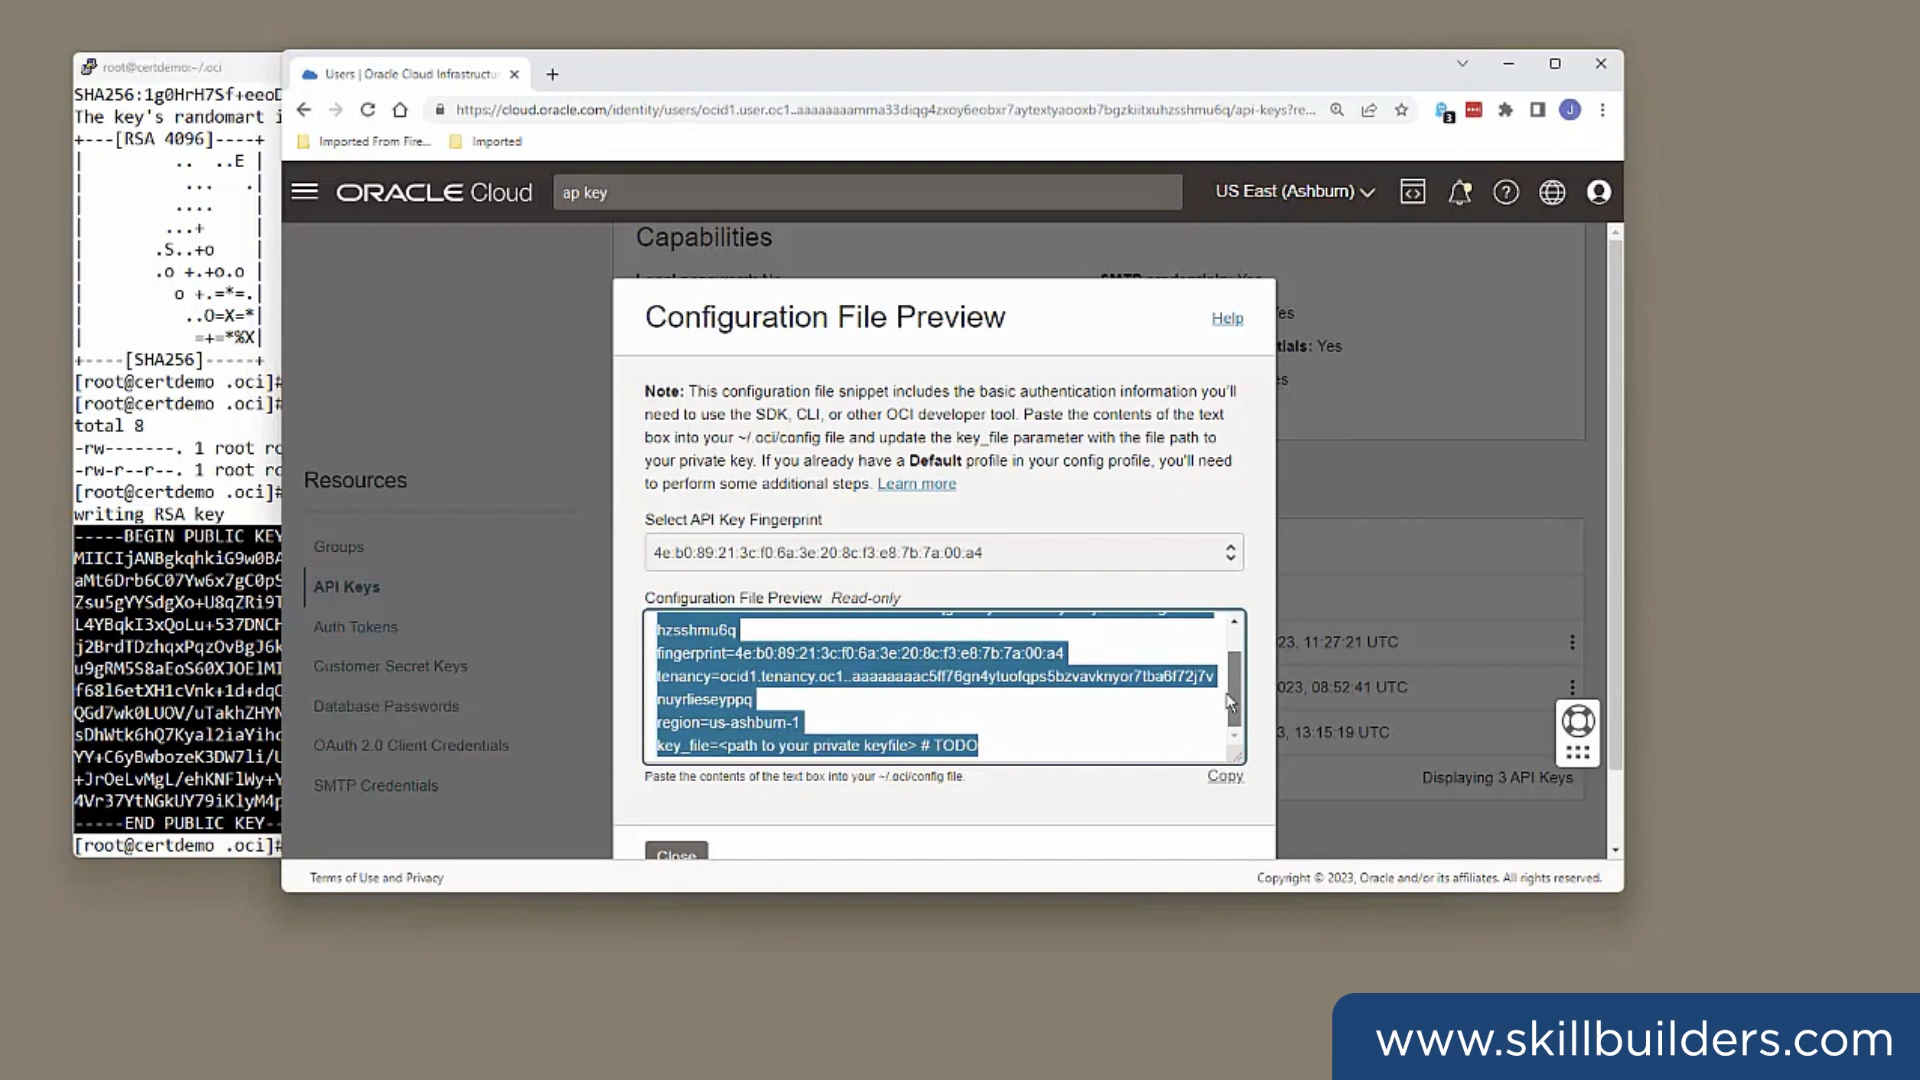 root@certdemo:~/.oci
SHA256:1g0HrH7Sf+eeoD
The key's randomart i
+---[RSA 4096]----+
| .. ..E |
| ... .|
| .... |
| ...+ |
| .S..+o |
| .o +.+o.o |
| o +.=*=.|
| ..O=X=*|
| =+=*%X|
+----[SHA256]-----+
[root@certdemo .oci]#
[root@certdemo .oci]#
total 8
-rw-------. 1 root ro
-rw-r--r--. 1 root ro
[root@certdemo .oci]#
writing RSA key
-----BEGIN PUBLIC KEY
MIICIjANBgkqhkiG9w0BA
aMt6Drb6C07Yw6x7gC0pS
Zsu5gYYSdgXo+U8qZRi9T
L4YBqkI3xQoLu+537DNCH
j2BrdTDzhqxPqzOvBgJ6k
u9gRM5S8aEoS60XJOElMI
f68l6etXH1cVnk+1d+dqC
QGd7wk0LUOV/uTakhZHYN
sDhWtk6hQ7Kyal2iaYihc
YY+C6yBwbozeK3DW7li/U
+JrOeLvMgL/ehKNFlWy+Y
4Vr37YtNGkUY79iKlyM4p
-----END PUBLIC KEY--
[root@certdemo .oci]#
Users | Oracle Cloud Infrastructu
https://cloud.oracle.com/identity/users/ocid1.user.oc1..aaaaaaaamma33diqg4zxoy6eobxr7aytextyaooxb7bgzkiitxuhzsshmu6q/api-keys?re...
3
J
Imported From Fire...
Imported
ORACLE Cloud
ap key
US East (Ashburn)
Capabilities
Configuration File Preview
Help
es
tials: Yes
es
Note: This configuration file snippet includes the basic authentication information you'll
need to use the SDK, CLI, or other OCI developer tool. Paste the contents of the text
box into your ~/.oci/config file and update the key_file parameter with the file path to
your private key. If you already have a Default profile in your config profile, you'll need
to perform some additional steps. Learn more
Select API Key Fingerprint
4e:b0:89:21:3c:f0:6a:3e:20:8c:f3:e8:7b:7a:00:a4
Configuration File Preview Read-only
hzsshmu6q
fingerprint=4e:b0:89:21:3c:f0:6a:3e:20:8c:f3:e8:7b:7a:00:a4
tenancy=ocid1.tenancy.oc1..aaaaaaaac5ff76gn4ytuofqps5bzvavknyor7tba6f72j7v
nuyrlieseyppq
region=us-ashburn-1
key_file=<path to your private keyfile> # TODO
Paste the contents of the text box into your ~/.oci/config file.
Copy
Close
Resources
Groups
API Keys
Auth Tokens
Customer Secret Keys
Database Passwords
OAuth 2.0 Client Credentials
SMTP Credentials
23, 11:27:21 UTC
023, 08:52:41 UTC
3, 13:15:19 UTC
Displaying 3 API Keys
Terms of Use and Privacy
Copyright © 2023, Oracle and/or its affiliates. All rights reserved.
www.skillbuilders.com